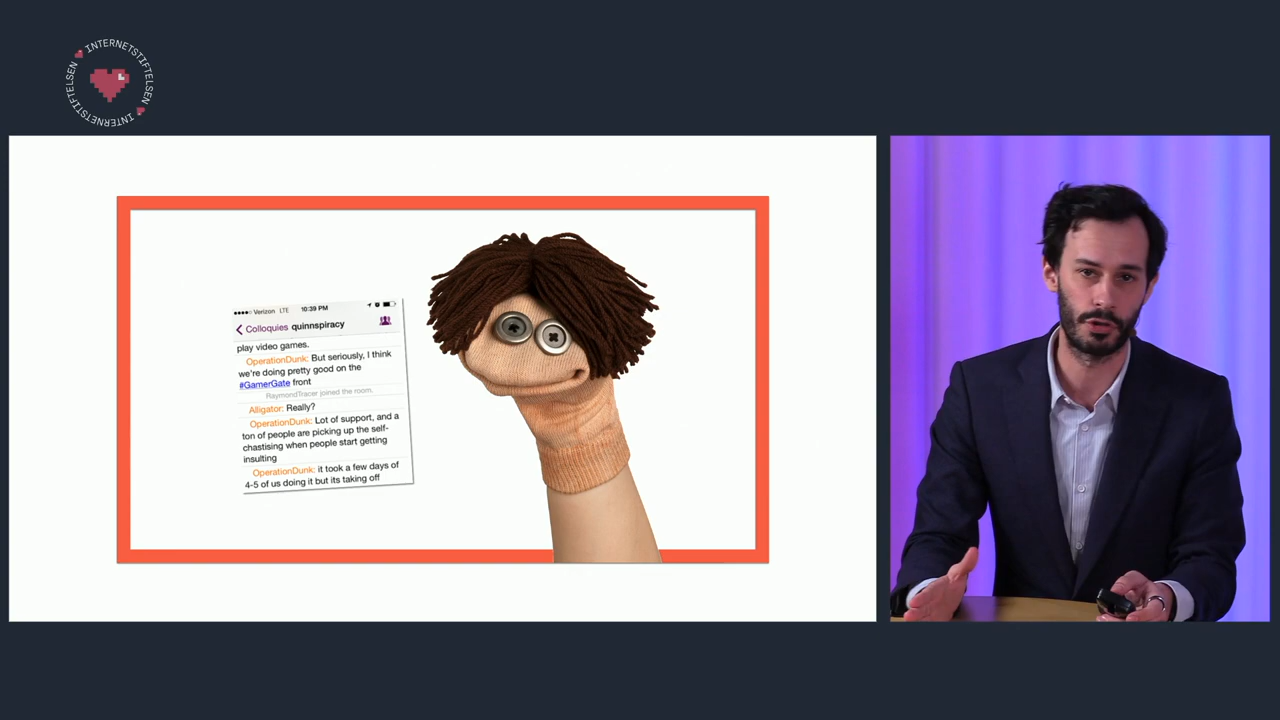 INTERNETSTIFTELSEN
INTERNETSTIFTELSEN
Verizon LTE 10:39 PM
Colloquies quinnspiracy
play video games.
OperationDunk: But seriously, I think
we're doing pretty good on the
#GamerGate front
RaymondTracer joined the room.
Alligator: Really?
OperationDunk: Lot of support, and a
ton of people are picking up the self-
chastising when people start getting
insulting
OperationDunk: it took a few days of
4-5 of us doing it but its taking off